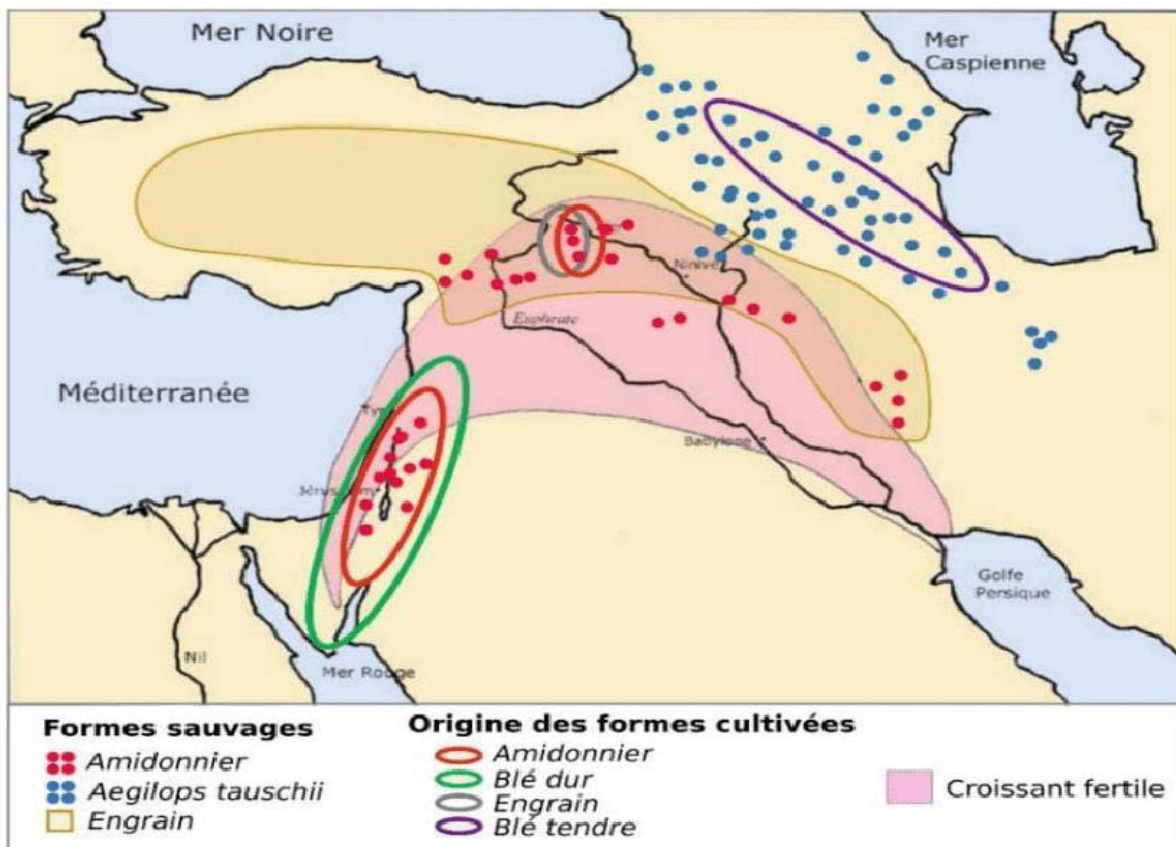 Mer Noire
Mer
Caspienne
Ninive
Euphrate
Méditerranée
Babylone
Golfe
Persique
Nil
Mer Rouge
Formes sauvages
Amidonnier
Aegilops tauschii
Engrain
Origine des formes cultivées
Amidonnier
Blé dur
Engrain
Blé tendre
Croissant fertile